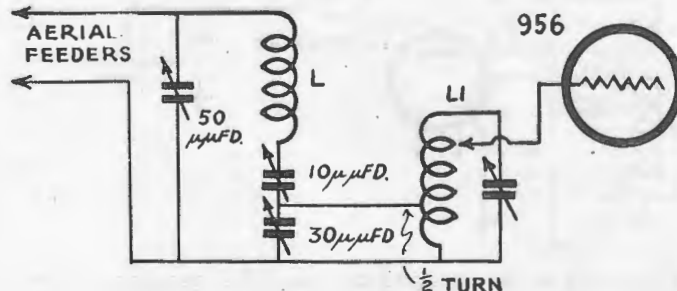 AERIAL
FEEDERS
50
μμFD.
L
10μμFD.
30μμFD
L1
956
½ TURN